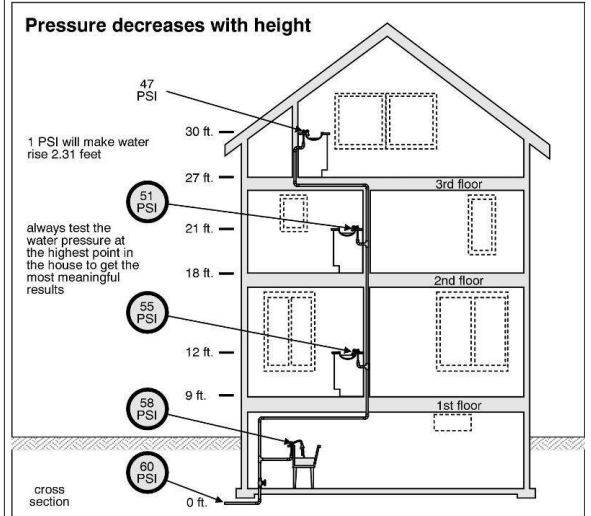 Pressure decreases with height
47
PSI
30 ft.
1 PSI will make water
rise 2.31 feet
27 ft.
3rd floor
51
PSI
21 ft.
always test the
water pressure at
the highest point in
the house to get the
most meaningful
results
18 ft.
2nd floor
55
PSI
12 ft.
9 ft.
1st floor
58
PSI
60
PSI
cross
section
0 ft.